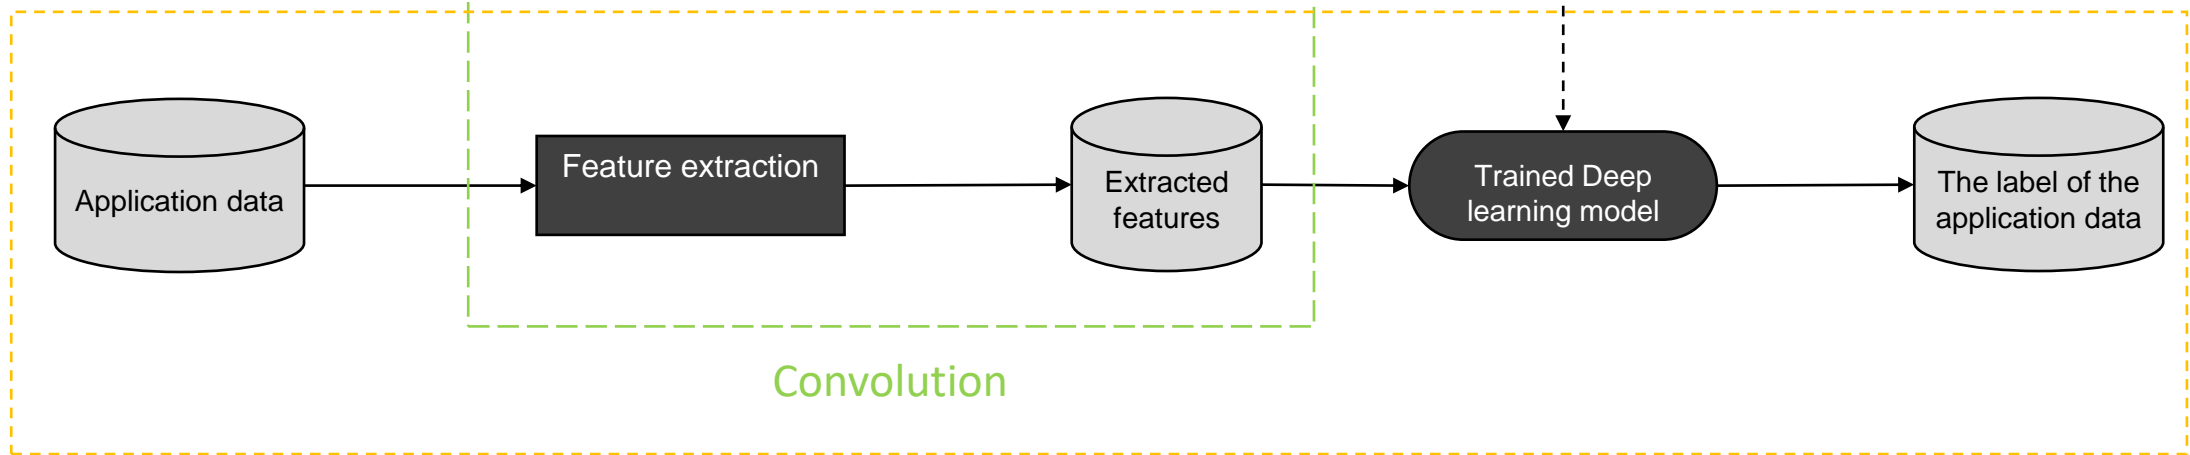 Application data
Feature extraction
Extracted
features
Trained Deep
learning model
The label of the
application data
Convolution